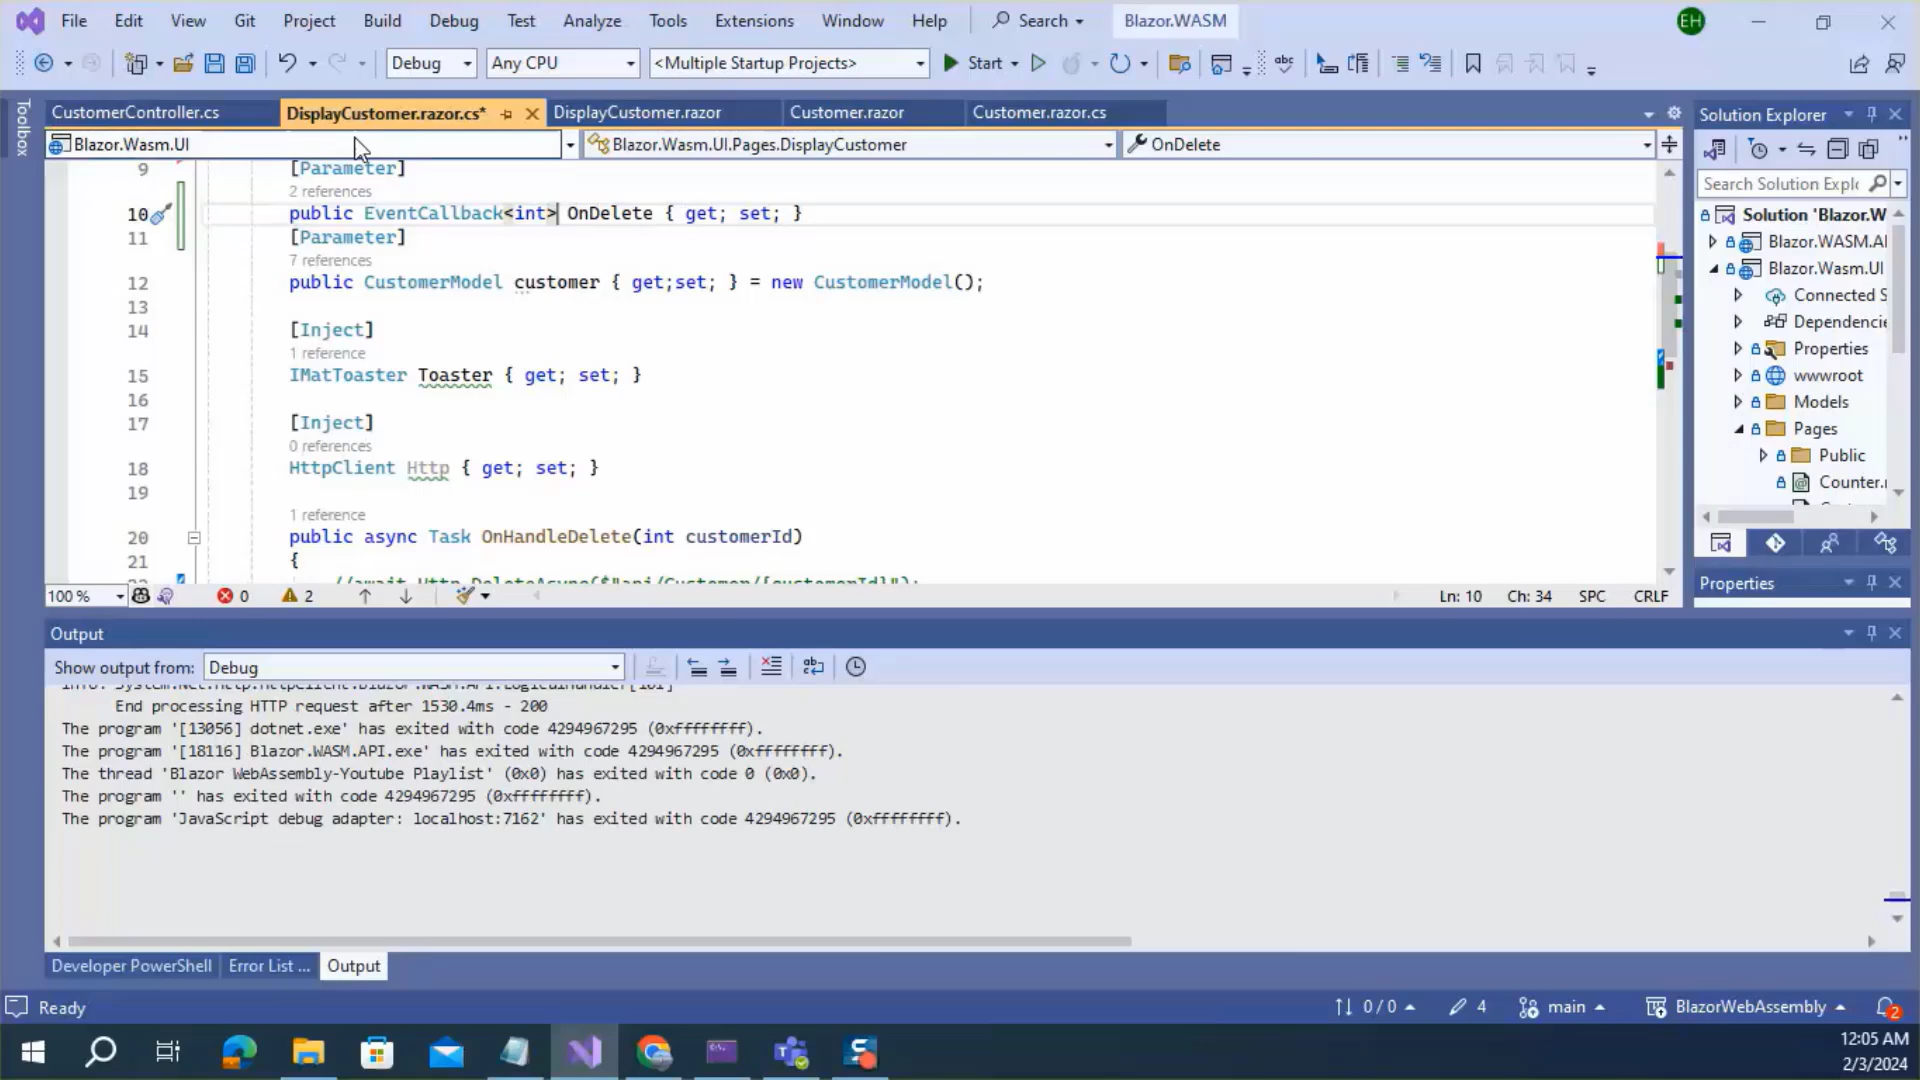 File Edit View Git Project Build Debug Test Analyze Tools Extensions Window Help Search Blazor.WASM EH
Debug Any CPU <Multiple Startup Projects> Start
Toolbox
CustomerController.cs DisplayCustomer.razor.cs* DisplayCustomer.razor Customer.razor Customer.razor.cs
Blazor.Wasm.UI Blazor.Wasm.UI.Pages.DisplayCustomer OnDelete
9 [Parameter]
2 references
10 public EventCallback<int> OnDelete { get; set; }
11 [Parameter]
7 references
12 public CustomerModel customer { get;set; } = new CustomerModel();
13
14 [Inject]
1 reference
15 IMatToaster Toaster { get; set; }
16
17 [Inject]
0 references
18 HttpClient Http { get; set; }
19
1 reference
20 public async Task OnHandleDelete(int customerId)
21 {
//await Http.DeleteAsync($"api/Customer/{customerId}");
100 % 0 2 Ln: 10 Ch: 34 SPC CRLF
Solution Explorer
Search Solution Explo
Solution 'Blazor.W
Blazor.WASM.AI
Blazor.Wasm.UI
Connected S
Dependencie
Properties
wwwroot
Models
Pages
Public
Counter.
Properties
Output
Show output from: Debug
End processing HTTP request after 1530.4ms - 200
The program '[13056] dotnet.exe' has exited with code 4294967295 (0xffffffff).
The program '[18116] Blazor.WASM.API.exe' has exited with code 4294967295 (0xffffffff).
The thread 'Blazor WebAssembly-Youtube Playlist' (0x0) has exited with code 0 (0x0).
The program '' has exited with code 4294967295 (0xffffffff).
The program 'JavaScript debug adapter: localhost:7162' has exited with code 4294967295 (0xffffffff).
Developer PowerShell Error List ... Output
Ready 0 / 0 4 main BlazorWebAssembly 2
12:05 AM
2/3/2024